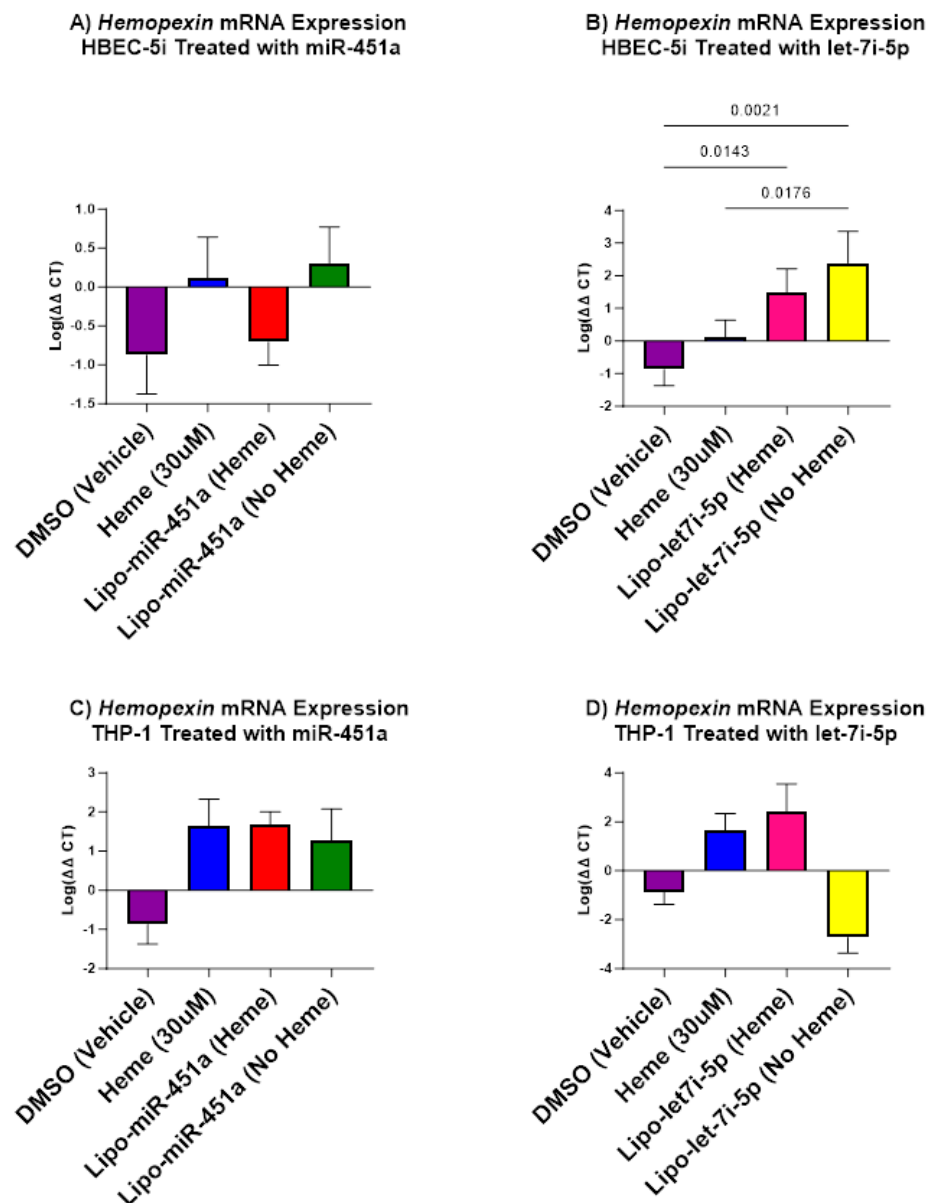 A) Hemopexin mRNA Expression
HBEC-5i Treated with miR-451a
Log(ΔΔ CT)
1.0
0.5
0.0
-0.5
-1.0
-1.5
DMSO (Vehicle)
Heme (30uM)
Lipo-miR-451a (Heme)
Lipo-miR-451a (No Heme)
B) Hemopexin mRNA Expression
HBEC-5i Treated with let-7i-5p
0.0021
0.0143
0.0176
Log(ΔΔ CT)
4
3
2
1
0
-1
-2
DMSO (Vehicle)
Heme (30uM)
Lipo-let7i-5p (Heme)
Lipo-let-7i-5p (No Heme)
C) Hemopexin mRNA Expression
THP-1 Treated with miR-451a
Log(ΔΔ CT)
3
2
1
0
-1
-2
DMSO (Vehicle)
Heme (30uM)
Lipo-miR-451a (Heme)
Lipo-miR-451a (No Heme)
D) Hemopexin mRNA Expression
THP-1 Treated with let-7i-5p
Log(ΔΔ CT)
4
2
0
-2
-4
DMSO (Vehicle)
Heme (30uM)
Lipo-let7i-5p (Heme)
Lipo-let-7i-5p (No Heme)